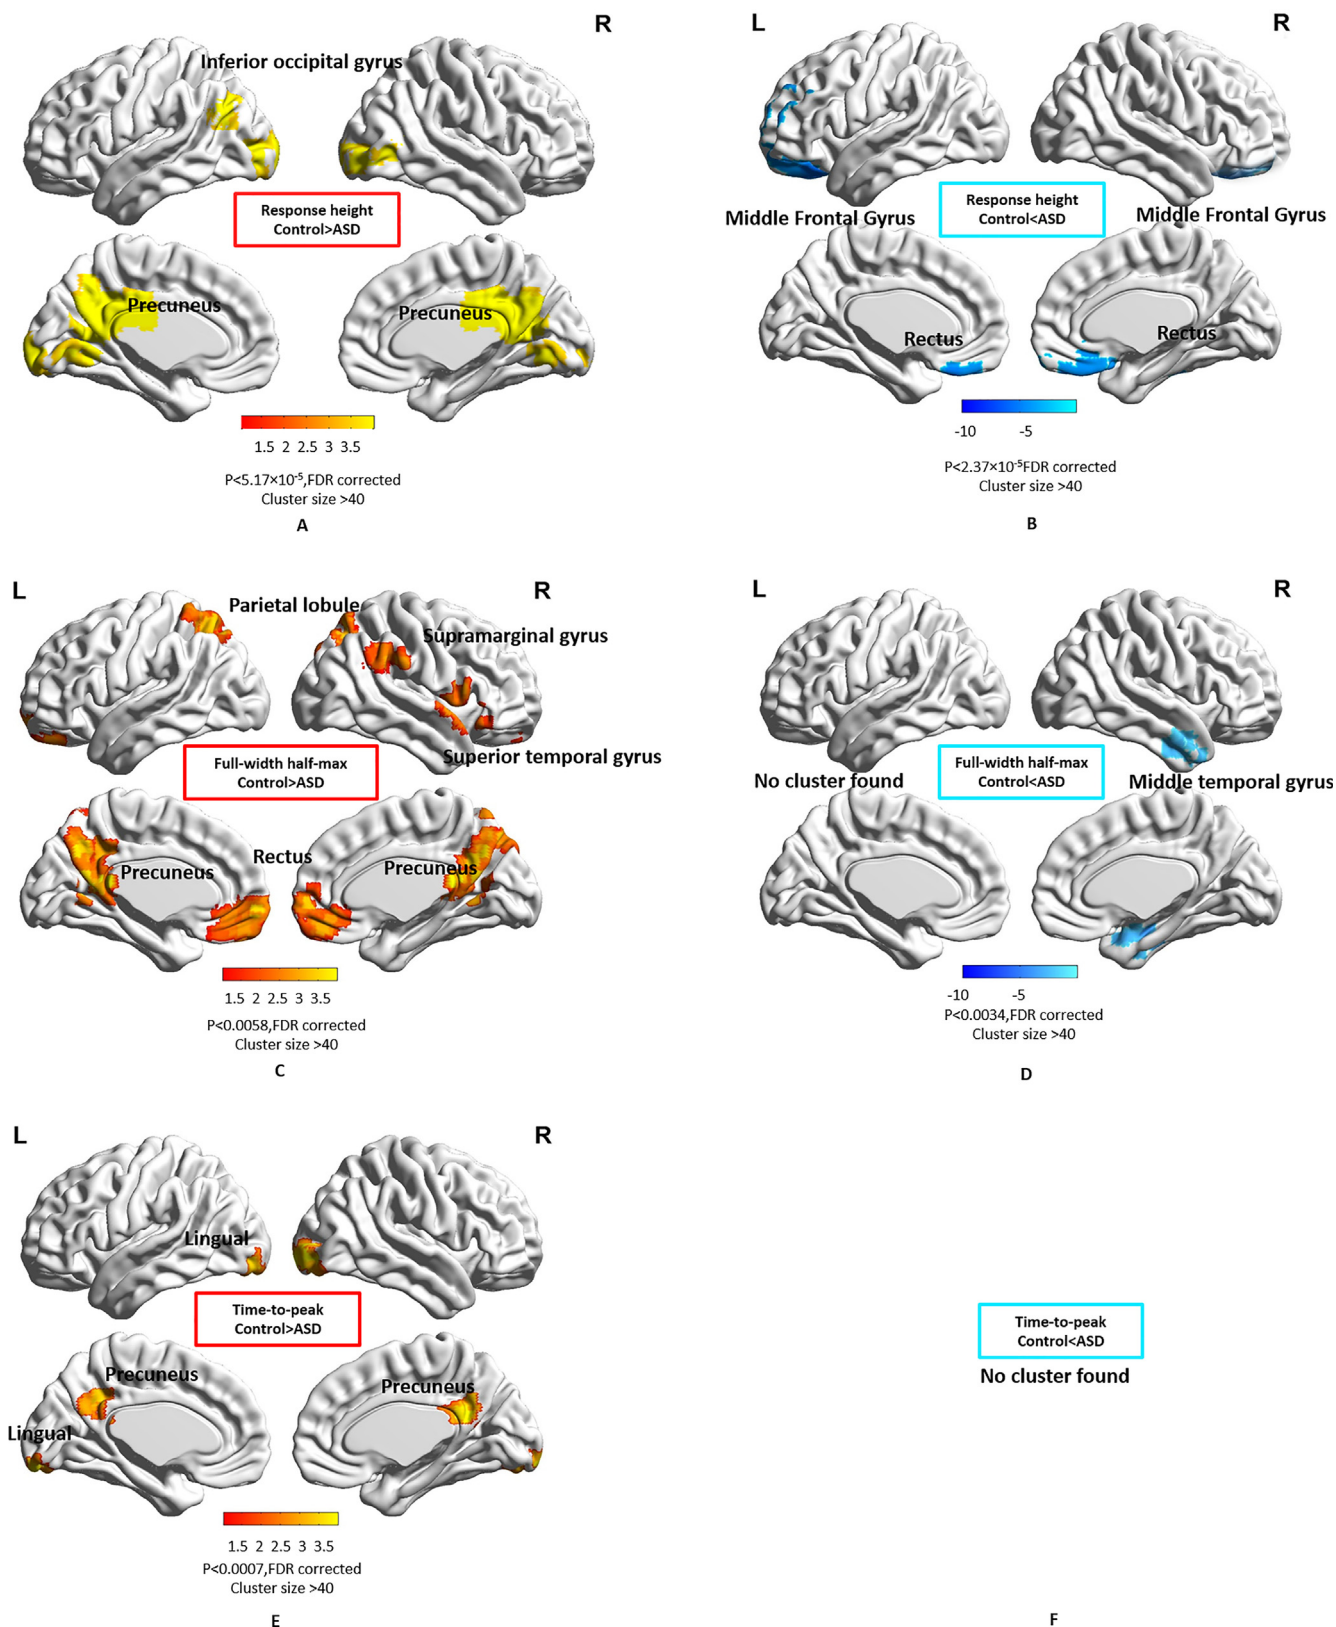 R
Inferior occipital gyrus
Response height
Control>ASD
Precuneus
Precuneus
1.5 2 2.5 3 3.5
P<5.17×10⁻⁵,FDR corrected
Cluster size >40
A
L
R
Response height
Control<ASD
Middle Frontal Gyrus
Middle Frontal Gyrus
Rectus
Rectus
-10 -5
P<2.37×10⁻⁵FDR corrected
Cluster size >40
B
L
R
Parietal lobule
Supramarginal gyrus
Superior temporal gyrus
Full-width half-max
Control>ASD
Rectus
Precuneus
Precuneus
1.5 2 2.5 3 3.5
P<0.0058,FDR corrected
Cluster size >40
C
L
R
Full-width half-max
Control<ASD
No cluster found
Middle temporal gyrus
-10 -5
P<0.0034,FDR corrected
Cluster size >40
D
L
R
Lingual
Time-to-peak
Control>ASD
Precuneus
Precuneus
Lingual
1.5 2 2.5 3 3.5
P<0.0007,FDR corrected
Cluster size >40
E
Time-to-peak
Control<ASD
No cluster found
F